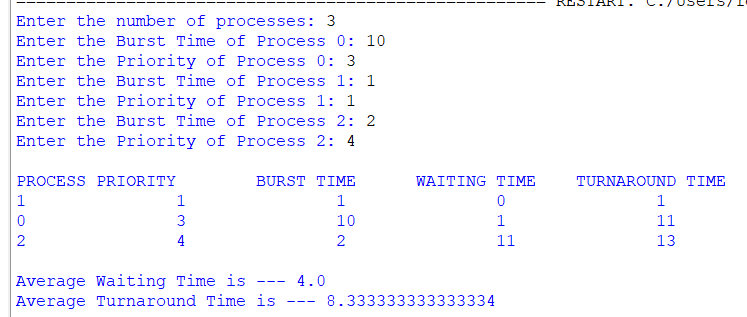 RESTART: C:/Users/
Enter the number of processes: 3
Enter the Burst Time of Process 0: 10
Enter the Priority of Process 0: 3
Enter the Burst Time of Process 1: 1
Enter the Priority of Process 1: 1
Enter the Burst Time of Process 2: 2
Enter the Priority of Process 2: 4
PROCESS PRIORITY BURST TIME WAITING TIME TURNAROUND TIME
1 1 1 0 1
0 3 10 1 11
2 4 2 11 13
Average Waiting Time is --- 4.0
Average Turnaround Time is --- 8.333333333333334